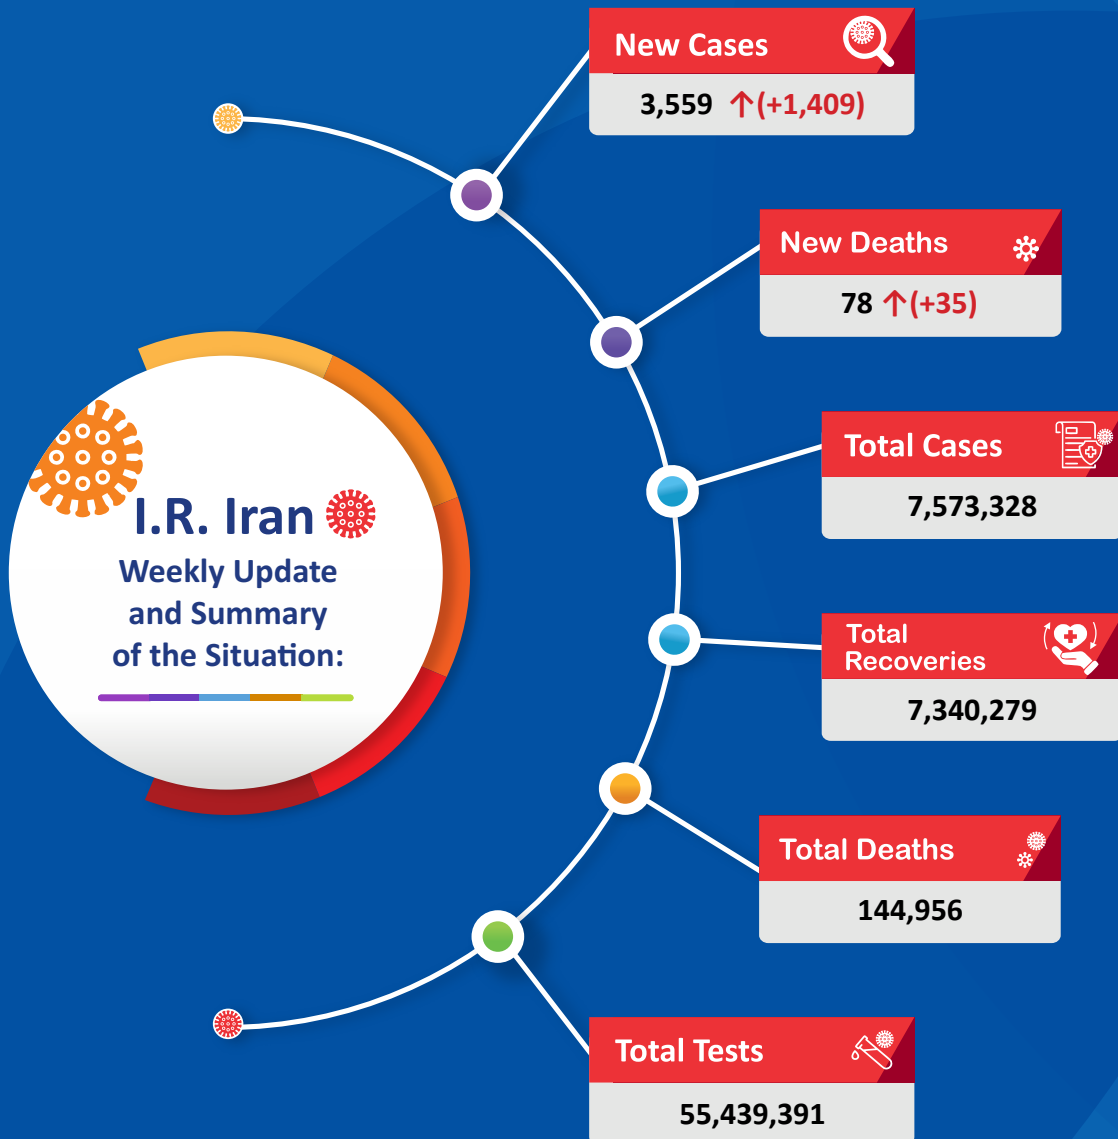 New Cases
3,559 ↑(+1,409)
New Deaths
78 ↑(+35)
Total Cases
7,573,328
I.R. Iran
Weekly Update
and Summary
of the Situation:
Total
Recoveries
7,340,279
Total Deaths
144,956
Total Tests
55,439,391